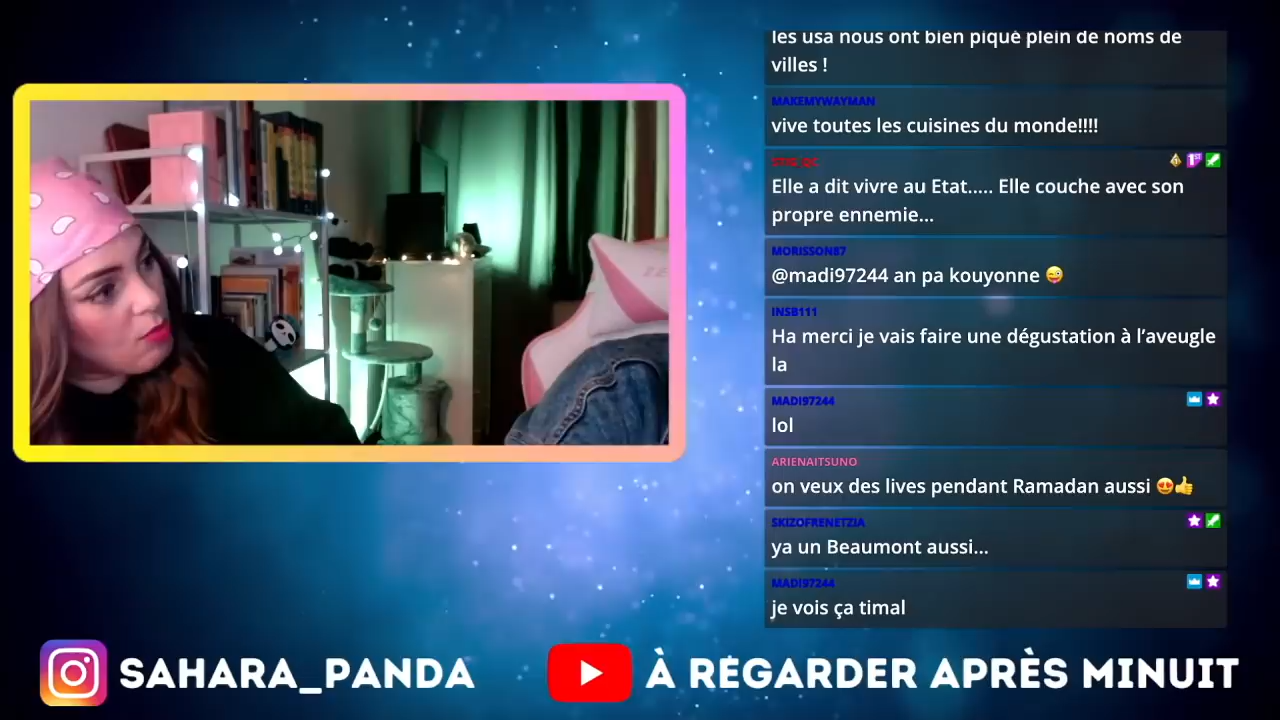 les usa nous ont bien piqué plein de noms de
villes !
MAKEMYWAYMAN
vive toutes les cuisines du monde!!!!
STIG_QC
Elle a dit vivre au Etat..... Elle couche avec son
propre ennemie...
MORISSON87
@madi97244 an pa kouyonne 😜
INSB111
Ha merci je vais faire une dégustation à l’aveugle
la
MADI97244
lol
ARIENAITSUNO
on veux des lives pendant Ramadan aussi 😍👍
SKIZOFRENETZIA
ya un Beaumont aussi...
MADI97244
je vois ça timal
SAHARA_PANDA
À REGARDER APRÈS MINUIT